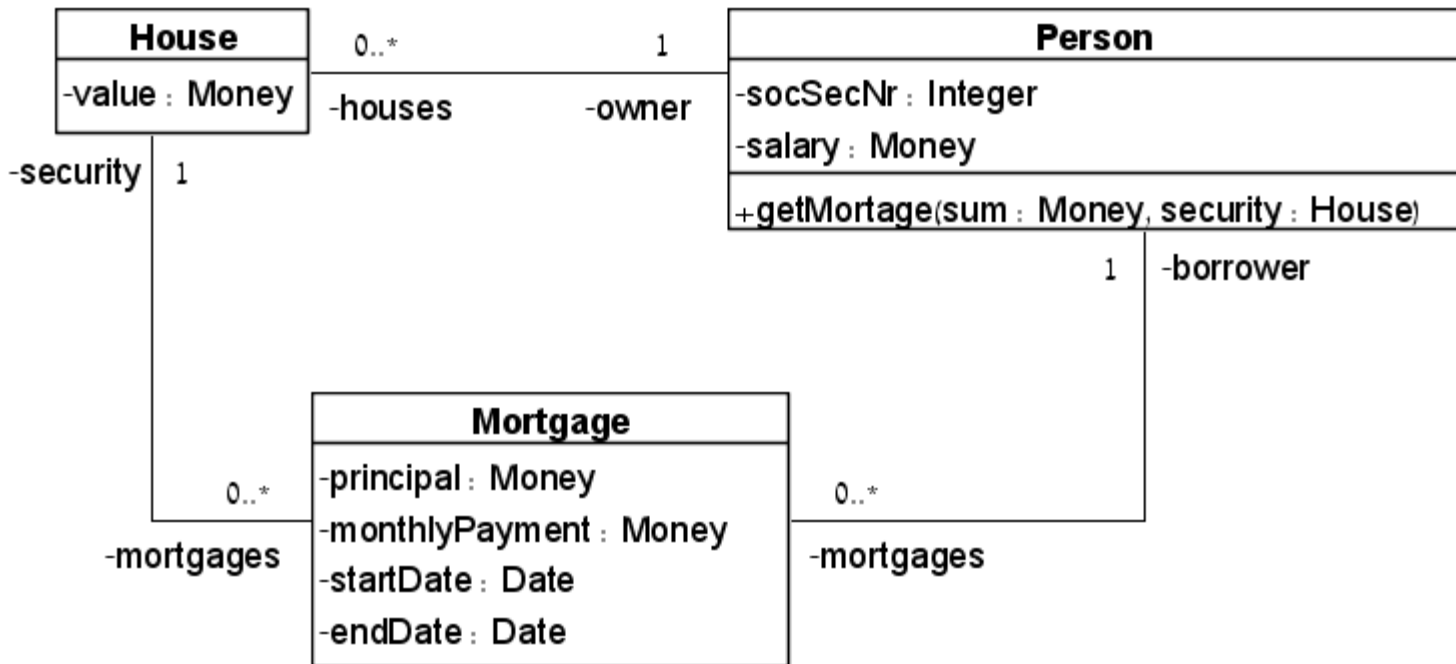 House
-value : Money
0..*
1
-houses
-owner
Person
-socSecNr : Integer
-salary : Money
+getMortage(sum : Money, security : House)
-security
1
1
-borrower
Mortgage
-principal : Money
-monthlyPayment : Money
-startDate : Date
-endDate : Date
0..*
-mortgages
0..*
-mortgages